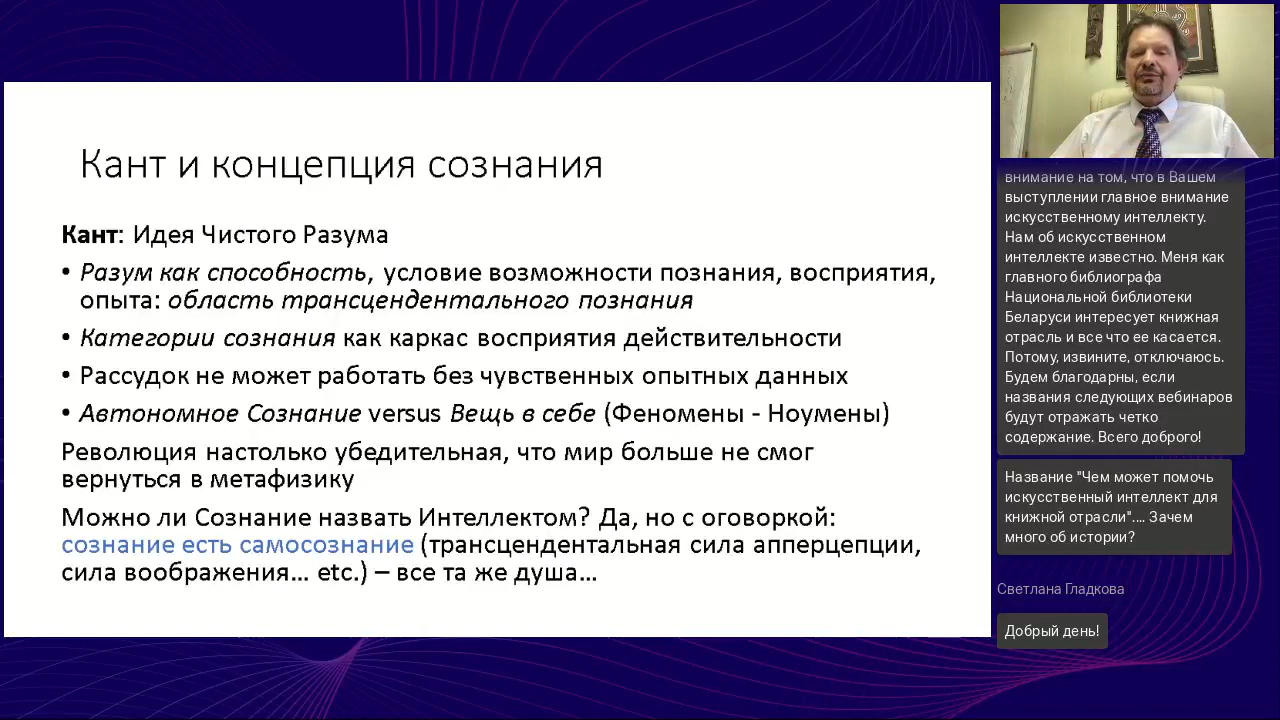 Кант и концепция сознания
Кант: Идея Чистого Разума
• Разум как способность, условие возможности познания, восприятия,
опыта: область трансцендентального познания
• Категории сознания как каркас восприятия действительности
• Рассудок не может работать без чувственных опытных данных
• Автономное Сознание versus Вещь в себе (Феномены - Ноумены)
Революция настолько убедительная, что мир больше не смог
вернуться в метафизику
Можно ли Сознание назвать Интеллектом? Да, но с оговоркой:
сознание есть самосознание (трансцендентальная сила апперцепции,
сила воображения... etc.) – все та же душа...
внимание на том, что в Вашем
выступлении главное внимание
искусственному интеллекту.
Нам об искусственном
интеллекте известно. Меня как
главного библиографа
Национальной библиотеки
Беларуси интересует книжная
отрасль и все что ее касается.
Потому, извините, отключаюсь.
Будем благодарны, если
названия следующих вебинаров
будут отражать четко
содержание. Всего доброго!
Название "Чем может помочь
искусственный интеллект для
книжной отрасли".... Зачем
много об истории?
Светлана Гладкова
Добрый день!